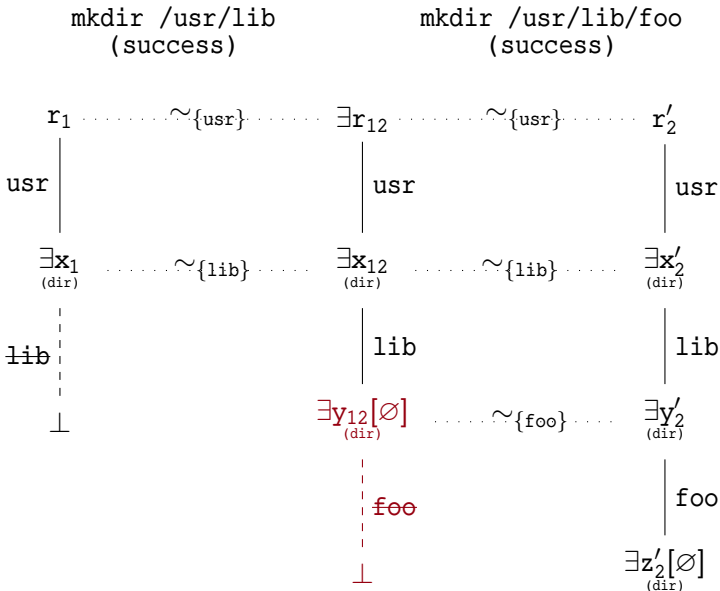 mkdir /usr/lib mkdir /usr/lib/foo
(success) (success)
r₁ ∼{usr} ∃r₁₂ ∼{usr} r′₂
usr usr usr
∃x₁ ∼{lib} ∃x₁₂ ∼{lib} ∃x′₂
(dir) (dir) (dir)
lib lib lib
⊥ ∃y₁₂[∅] ∼{foo} ∃y′₂
(dir) (dir)
foo foo
⊥ ∃z′₂[∅]
(dir)